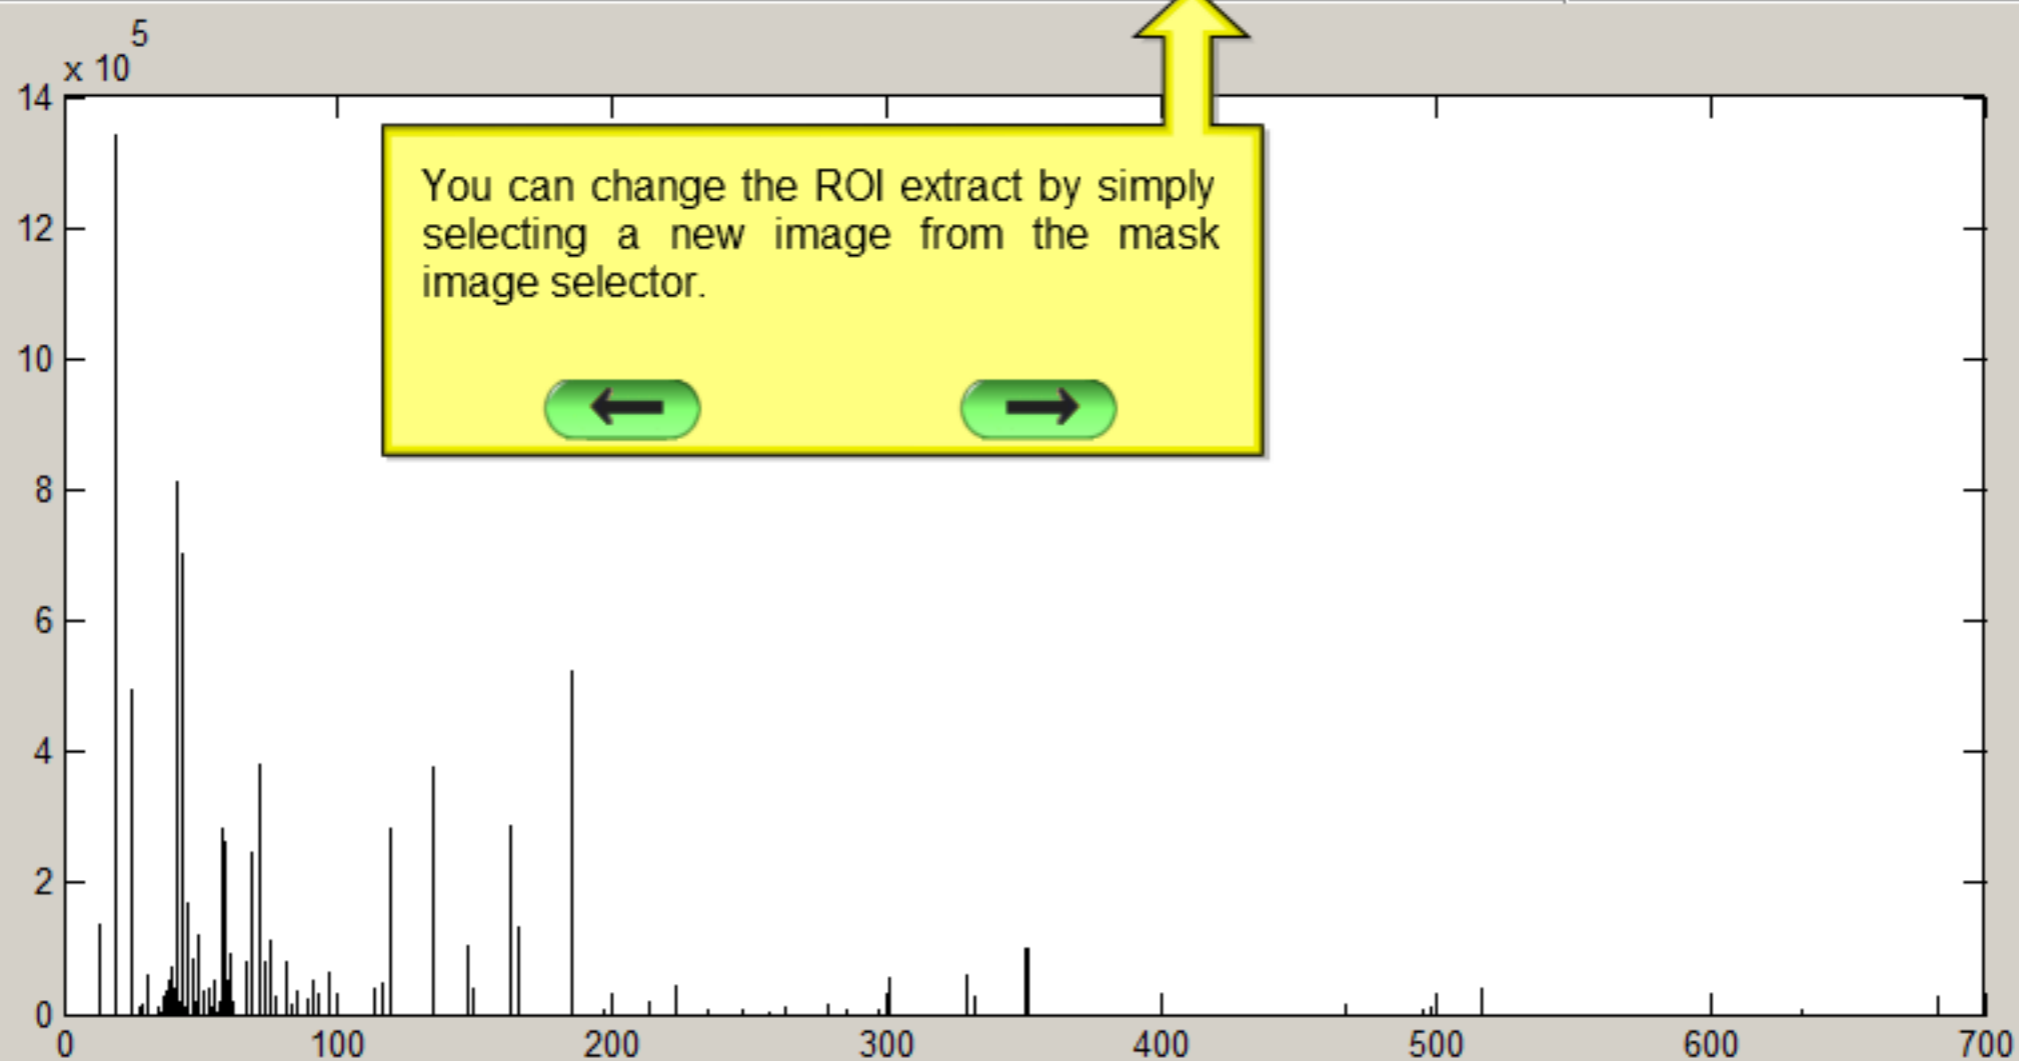 5
x 10
14
12
10
8
6
4
2
0
You can change the ROI extract by simply
selecting a new image from the mask
image selector.
0 100 200 300 400 500 600 700